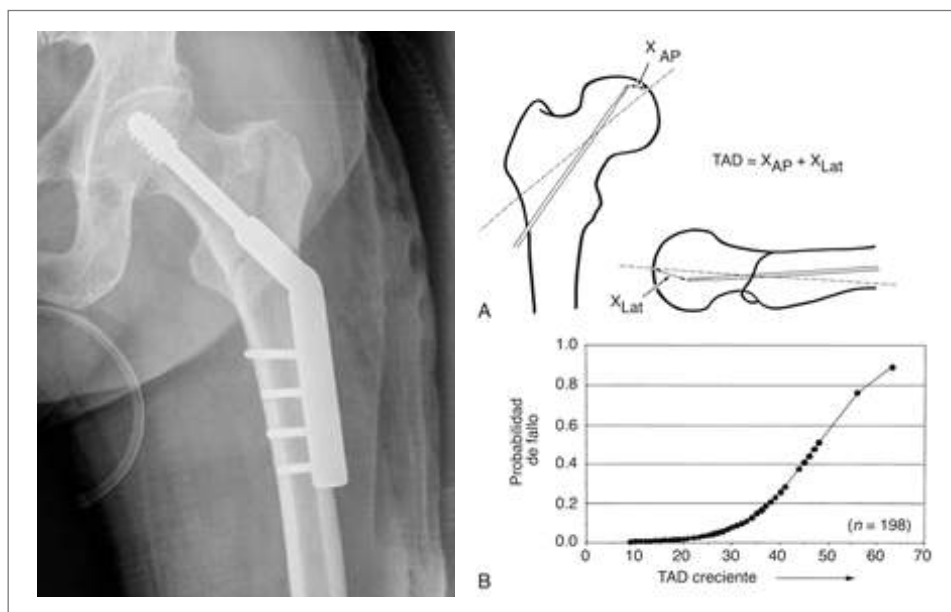 X AP
TAD = X AP + X Lat
X Lat
A
1.0
0.8
0.6
0.4
0.2
0.0
Probabilidad
de fallo
(n = 198)
0 10 20 30 40 50 60 70
B
TAD creciente